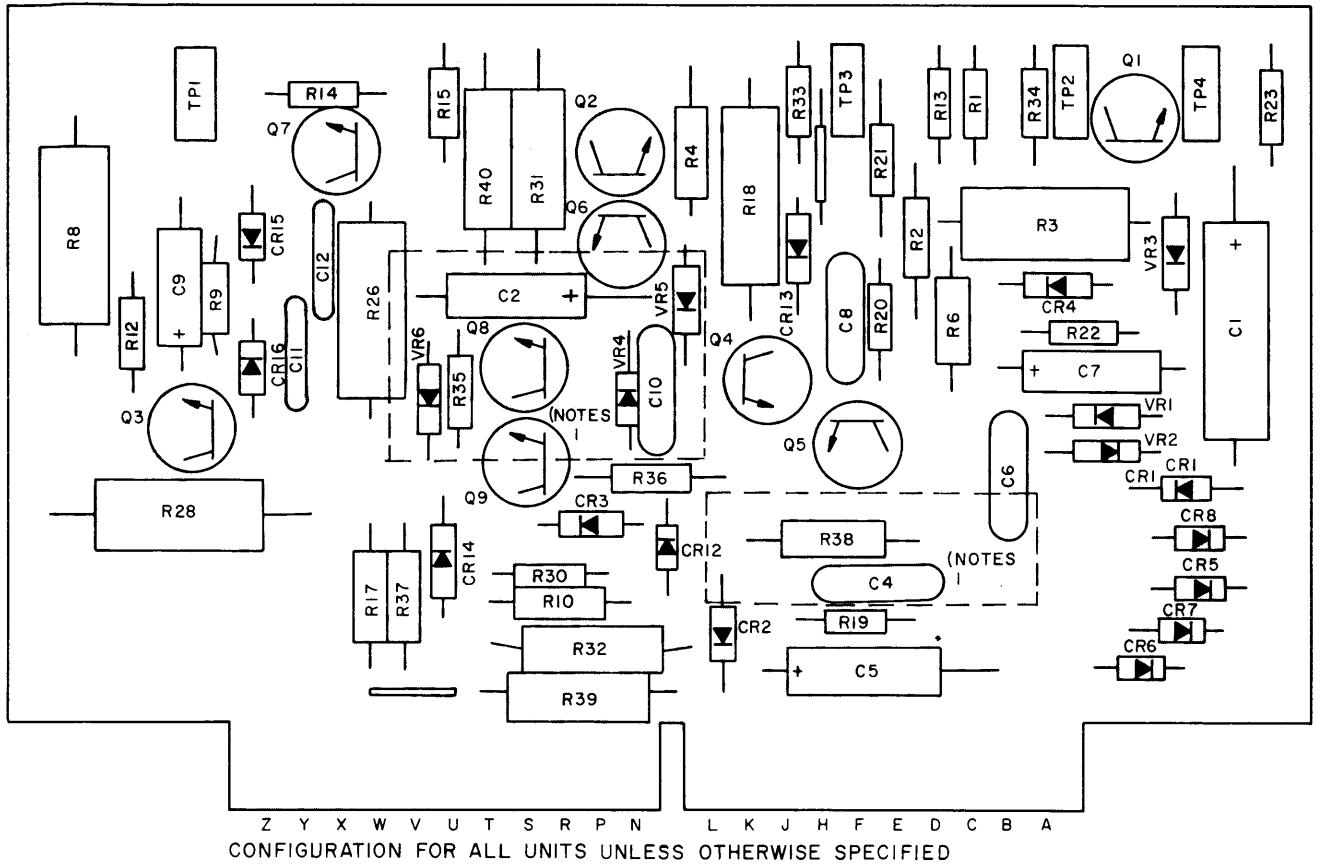 TP1
R14
Q7
R15
Q2
R4
R33
TP3
R13
R1
R34
TP2
Q1
TP4
R23
R8
R40
R31
R18
R21
Q6
CR15
C12
R26
C9
R9
R12
CR16
C11
C2 +
VR5
CR13
C8
R2
R20
R6
R3
VR3
CR4
R22
C1
+
+
+ C7
VR6
R35
Q8
VR4
C10
Q4
(NOTES
1
Q3
Q9
Q5
VR1
VR2
C6
CR1
CR1
R28
R36
CR3
CR14
CR12
R38
(NOTES
1
C4
CR8
CR5
CR7
CR6
R17
R37
R30
R10
R32
R39
CR2
R19
+ C5
Z Y X W V U T S R P N L K J H F E D C B A
CONFIGURATION FOR ALL UNITS UNLESS OTHERWISE SPECIFIED